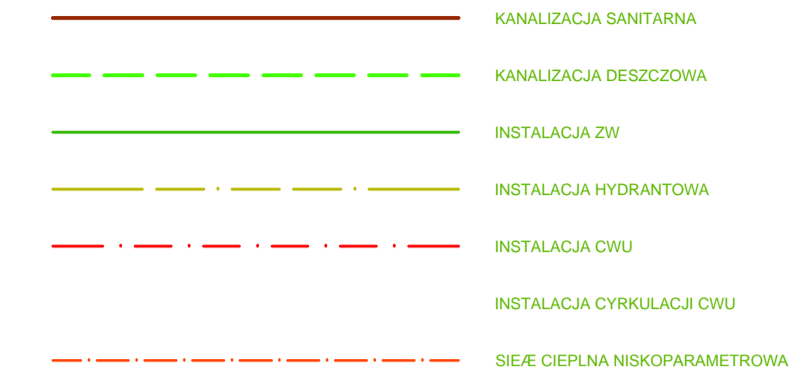 KANALIZACJA SANITARNA
KANALIZACJA DESZCZOWA
INSTALACJA ZW
INSTALACJA HYDRANTOWA
INSTALACJA CWU
INSTALACJA CYRKULACJI CWU
SIEÆ CIEPLNA NISKOPARAMETROWA